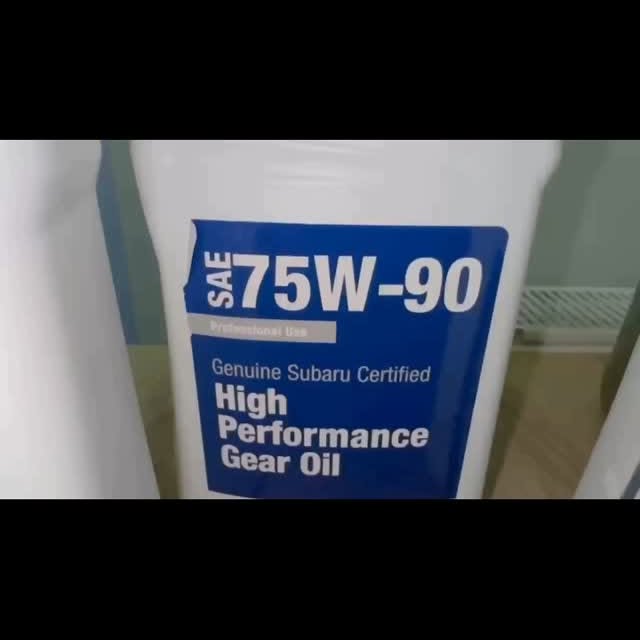 SAE 75W-90
Professional Use
Genuine Subaru Certified
High
Performance
Gear Oil